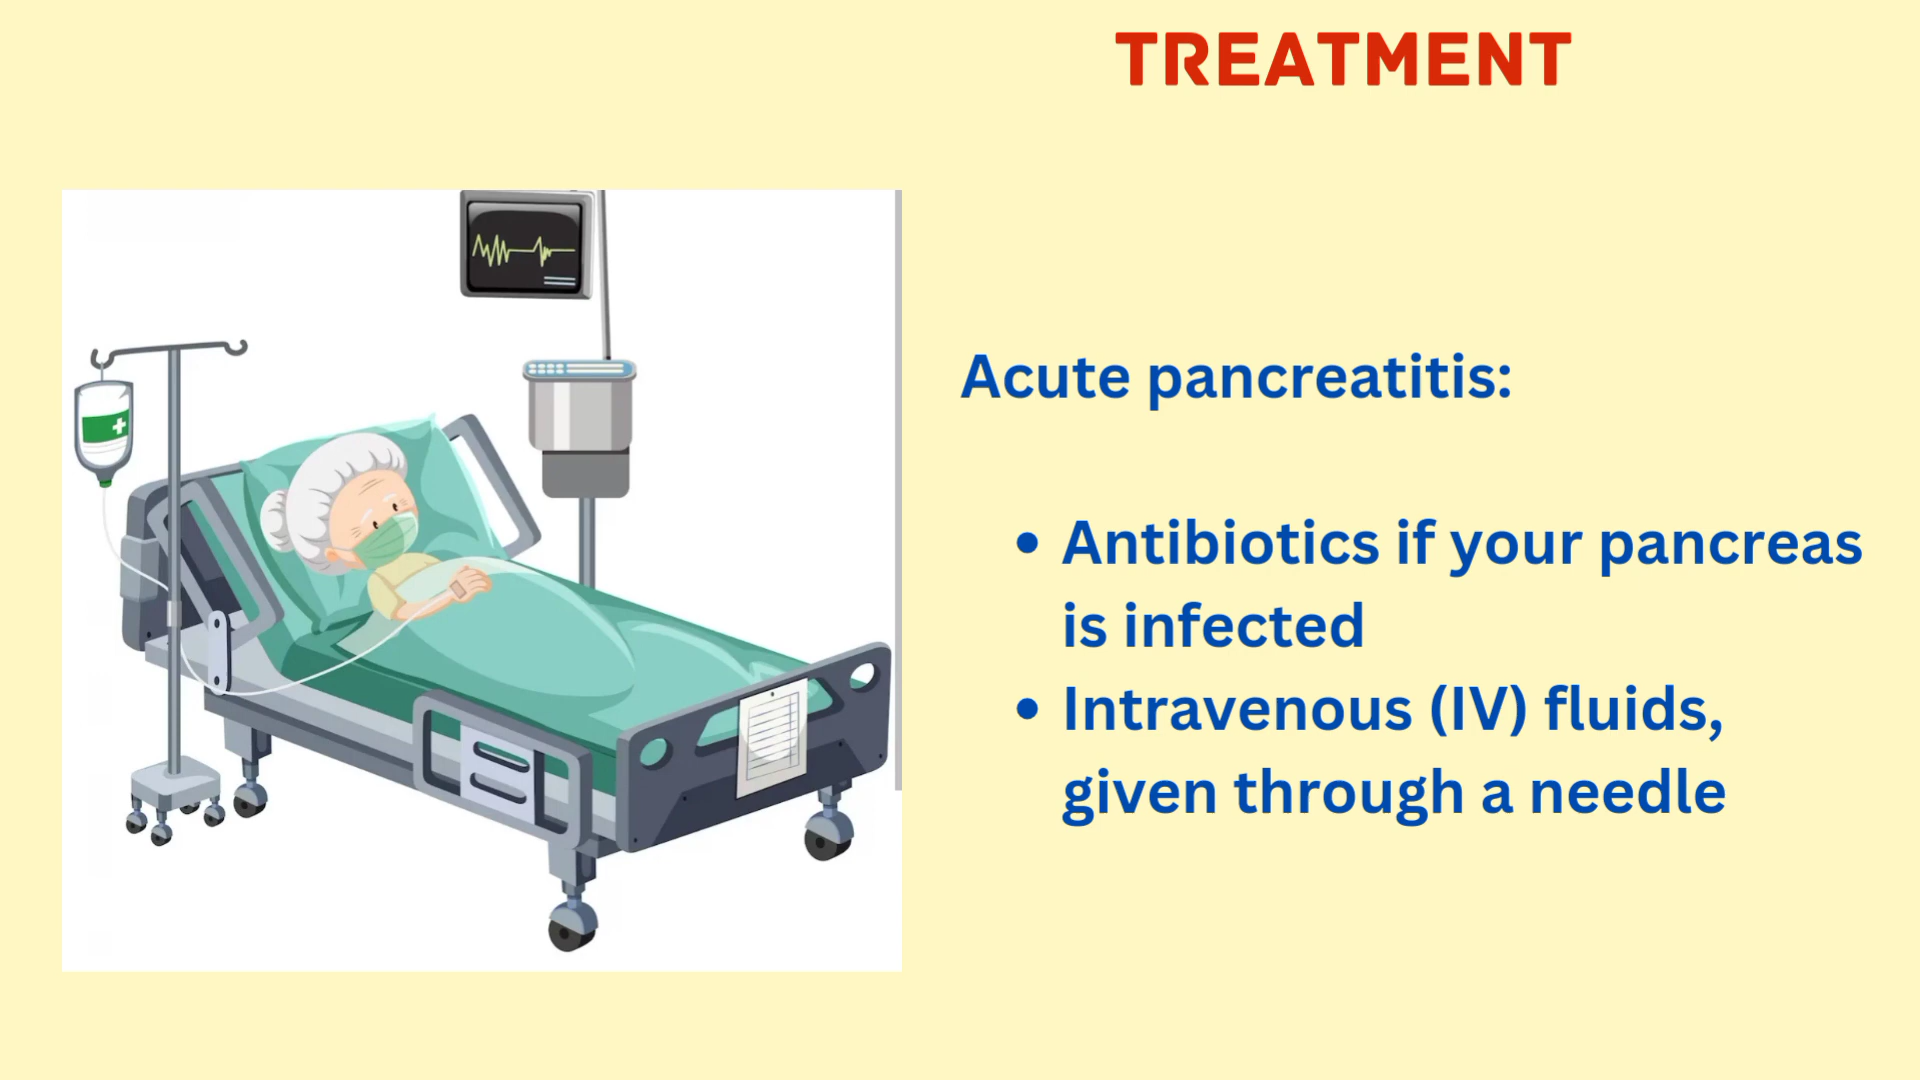 TREATMENT
Acute pancreatitis:
• Antibiotics if your pancreas
is infected
• Intravenous (IV) fluids,
given through a needle